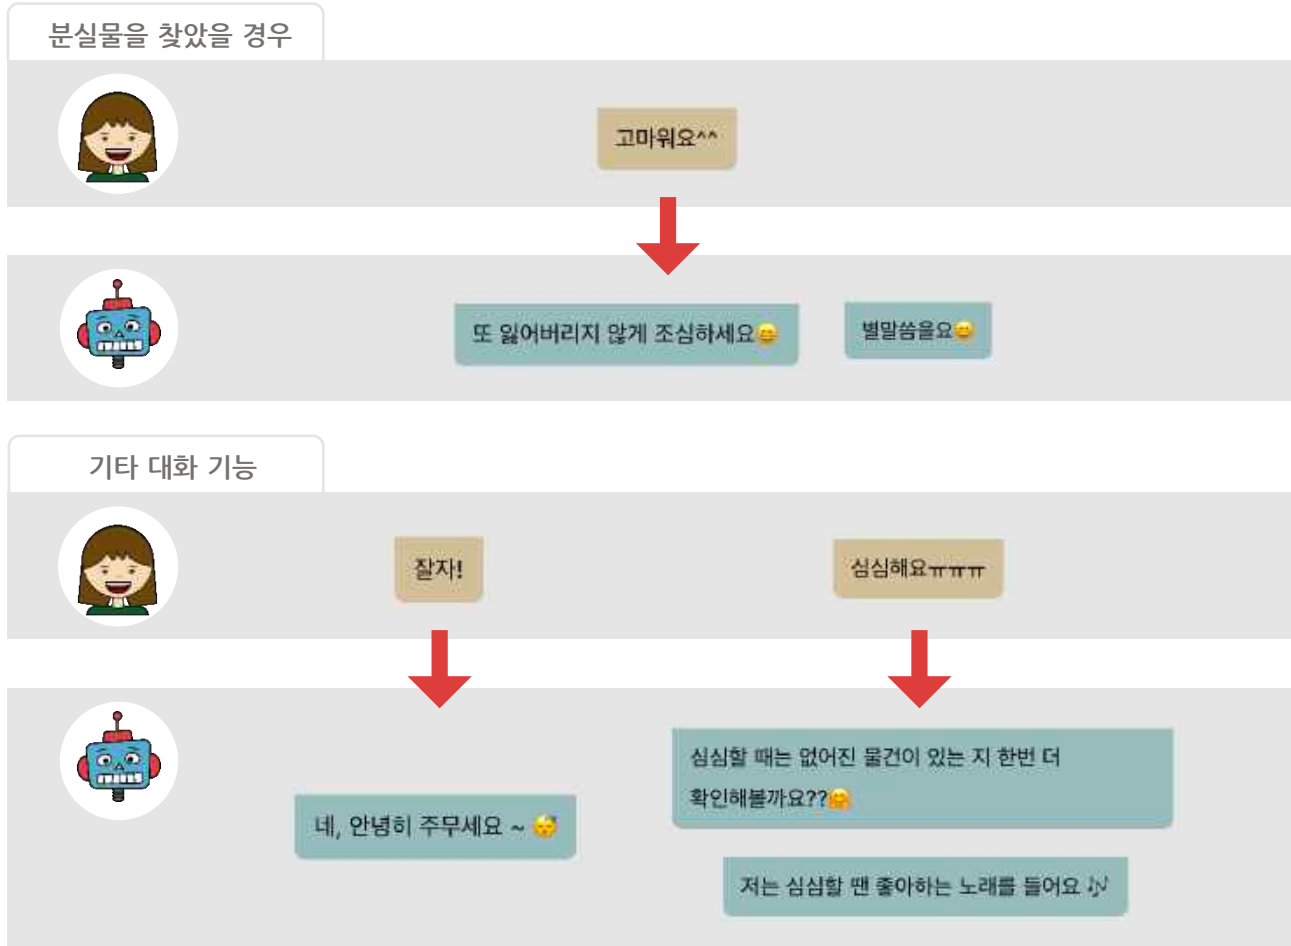 분실물을 찾았을 경우
고마워요^^
또 잃어버리지 않게 조심하세요😄
별말씀을요😄
기타 대화 기능
잘자!
심심해요ㅠㅠㅠ
네, 안녕히 주무세요 ~ 😴
심심할 때는 없어진 물건이 있는 지 한번 더
확인해볼까요??🤗
저는 심심할 땐 좋아하는 노래를 들어요 🎶